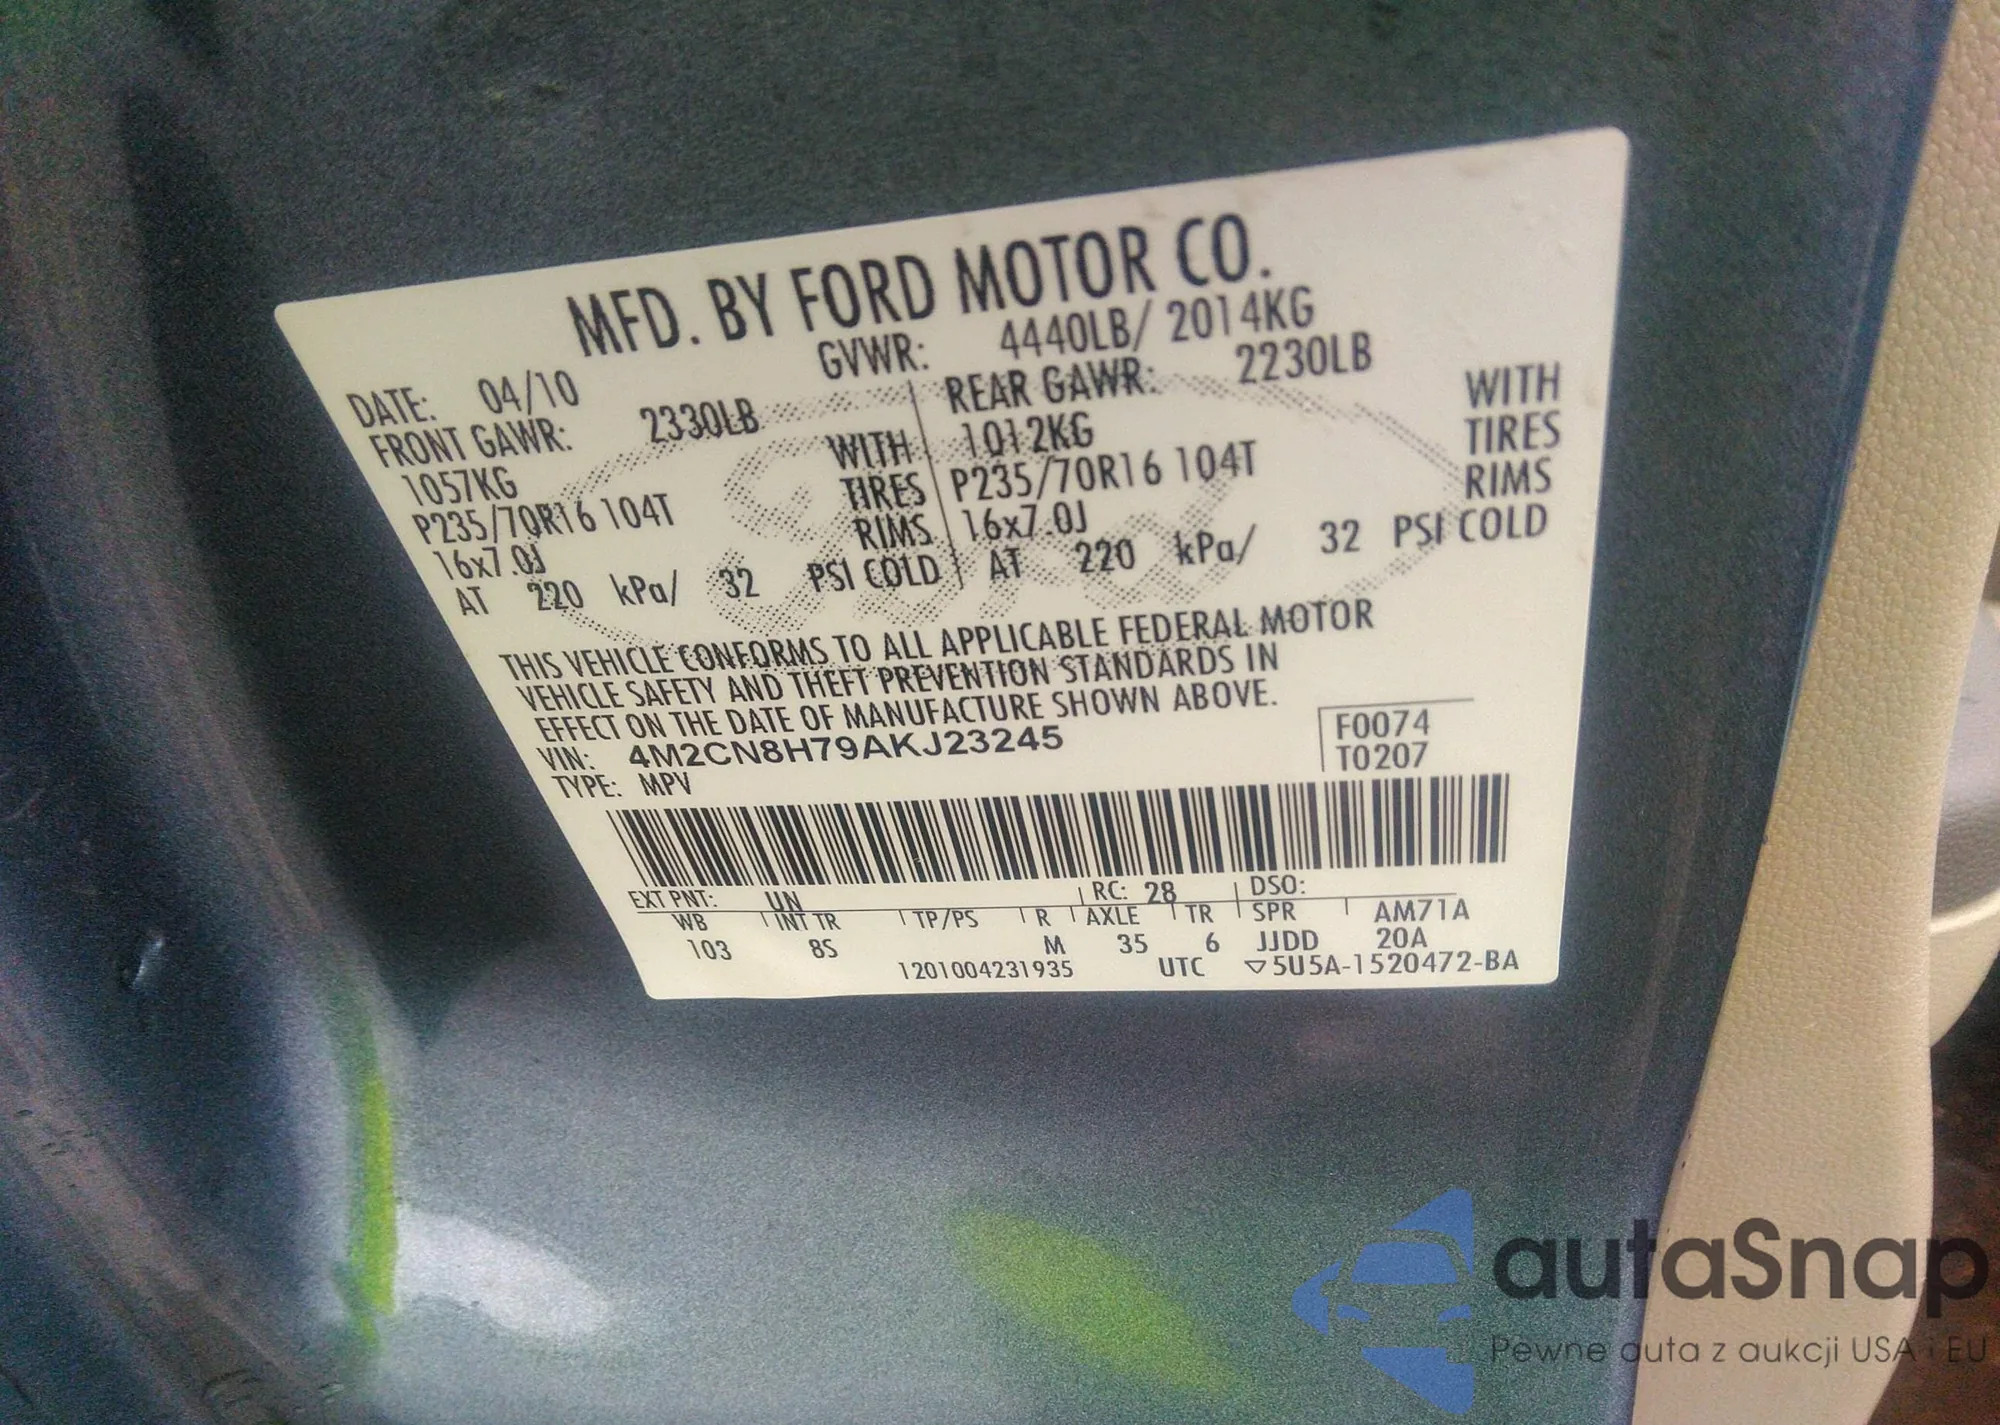 MFD. BY FORD MOTOR CO.
DATE: 04/10 GVWR: 4440LB/ 2014KG
FRONT GAWR: 2330LB REAR GAWR: 2230LB
1057KG WITH 1012KG WITH
P235/70R16 104T TIRES P235/70R16 104T TIRES
16x7.0J RIMS 16x7.0J RIMS
AT 220 kPa/ 32 PSI COLD AT 220 kPa/ 32 PSI COLD
THIS VEHICLE CONFORMS TO ALL APPLICABLE FEDERAL MOTOR
VEHICLE SAFETY AND THEFT PREVENTION STANDARDS IN
EFFECT ON THE DATE OF MANUFACTURE SHOWN ABOVE.
VIN: 4M2CN8H79AKJ23245 F0074
TYPE: MPV T0207
EXT PNT: UN RC: 28 DSO:
WB INT TR TP/PS R AXLE TR SPR AM71A
103 8S M 35 6 JJDD 20A
1201004231935 UTC ▽5U5A-1520472-BA
Ford
autaSnap
Pewne auta z aukcji USA i EU